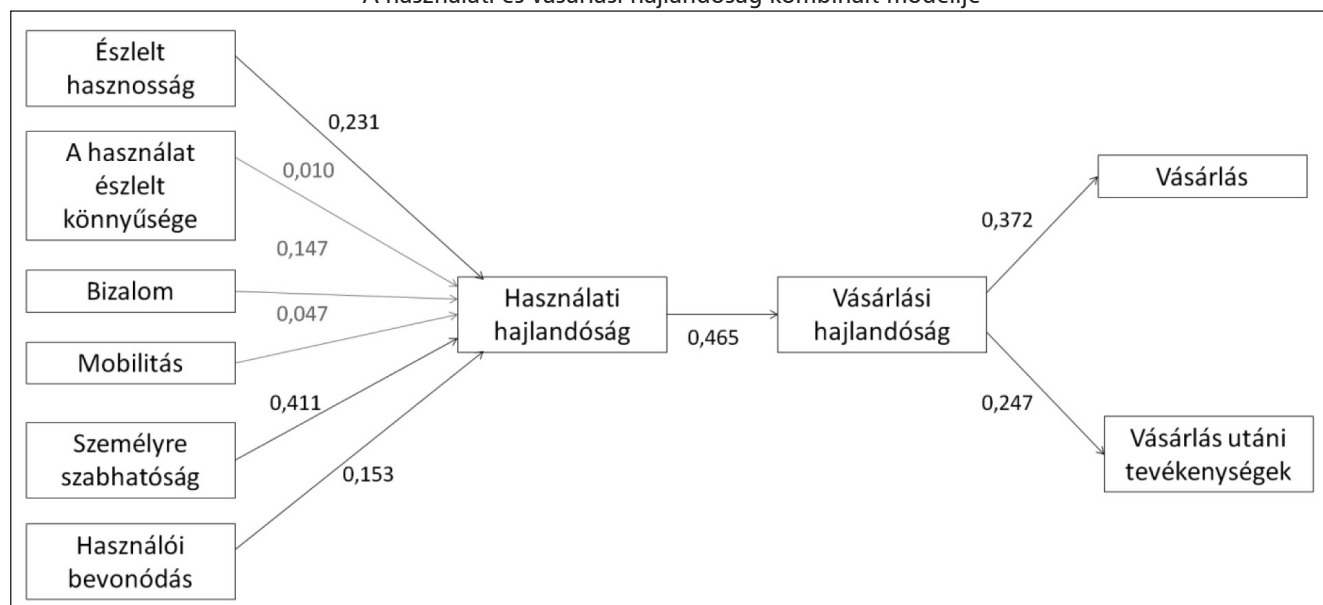 A használati és vásárlási hajlandóság kombinált modellje
Észlelt
hasznosság
0,231
A használat
észlelt
könnyűsége
0,010
0,147
Bizalom
0,047
Mobilitás
0,411
Személyre
szabhatóság
0,153
Használói
bevonódás
Használati
hajlandóság
0,465
Vásárlási
hajlandóság
0,372
Vásárlás
0,247
Vásárlás utáni
tevékenységek